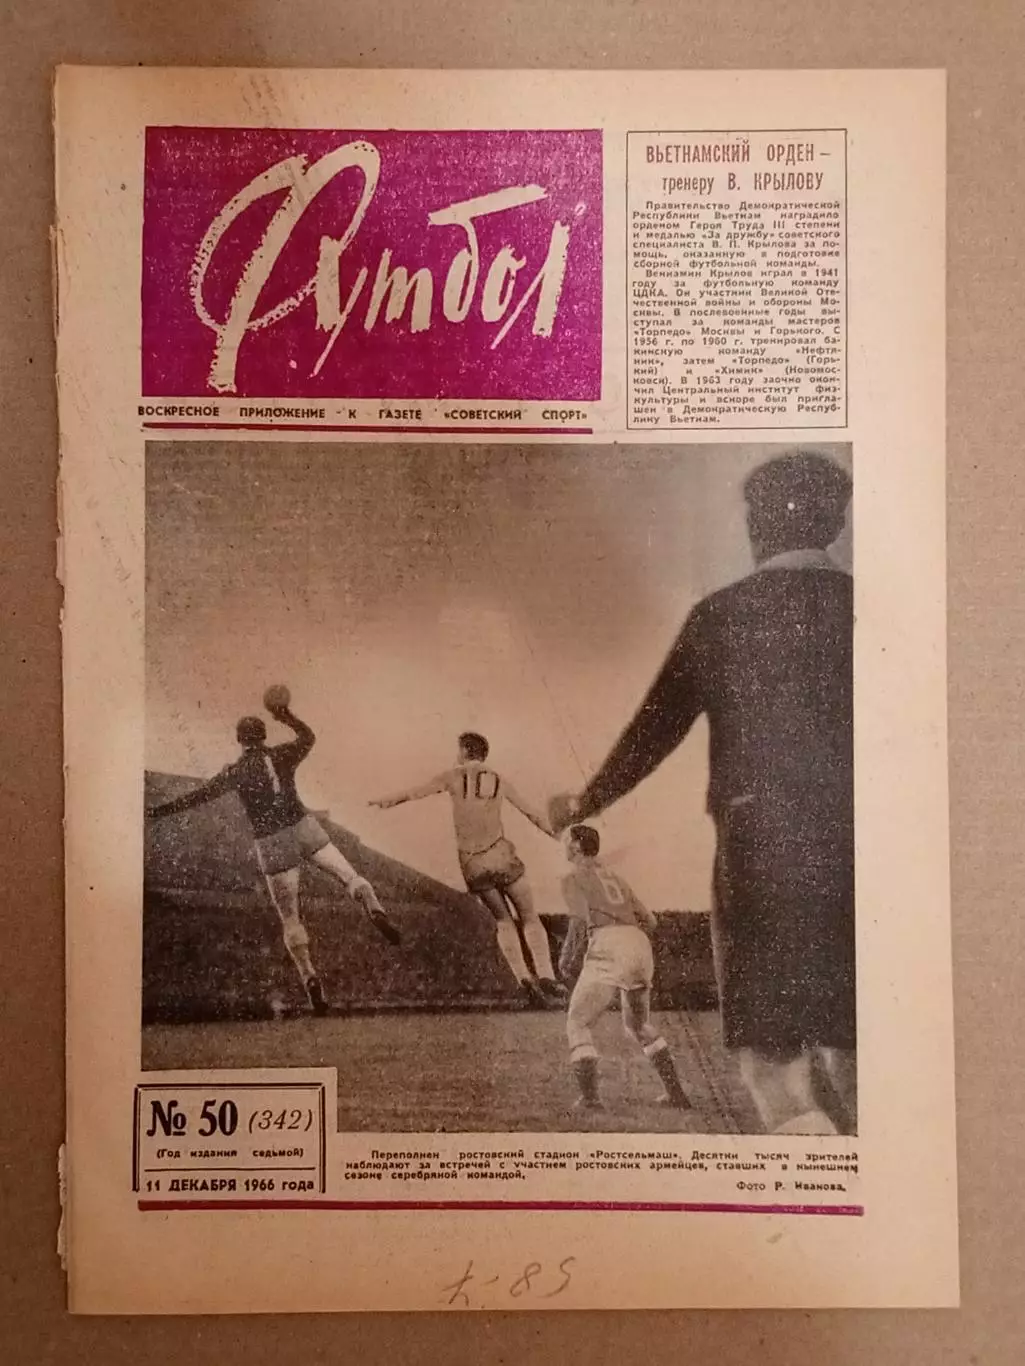 Футбол
ВОСКРЕСНОЕ ПРИЛОЖЕНИЕ К ГАЗЕТЕ «СОВЕТСКИЙ СПОРТ»
ВЬЕТНАМСКИЙ ОРДЕН –
тренеру В. КРЫЛОВУ
Правительство Демократической
Республики Вьетнам наградило
орденом Героя Труда III степени
и медалью «За дружбу» советского
специалиста В. П. Крылова за по-
мощь, оказанную в подготовке
сборной футбольной команды.
Вениамин Крылов играл в 1941
году за футбольную команду
ЦДКА. Он участник Великой Оте-
чественной войны и обороны Мос-
квы. В послевоенные годы вы-
ступал за команды мастеров
«Торпедо» Москвы и Горького. С
1956 г. по 1960 г. тренировал ба-
кинскую команду «Нефтя-
ник», затем «Торпедо» (Горь-
кий) и «Химик» (Новомос-
ковск). В 1963 году заочно окон-
чил Центральный институт физ-
культуры и вскоре был пригла-
шен в Демократическую Респуб-
лику Вьетнам.
1
10
6
№ 50 (342)
(Год издания седьмой)
11 ДЕКАБРЯ 1966 года
Переполнен ростовский стадион «Ростсельмаш». Десятки тысяч зрителей
наблюдают за встречей с участием ростовских армейцев, ставших в нынешнем
сезоне серебряной командой.
Фото Р. Иванова.